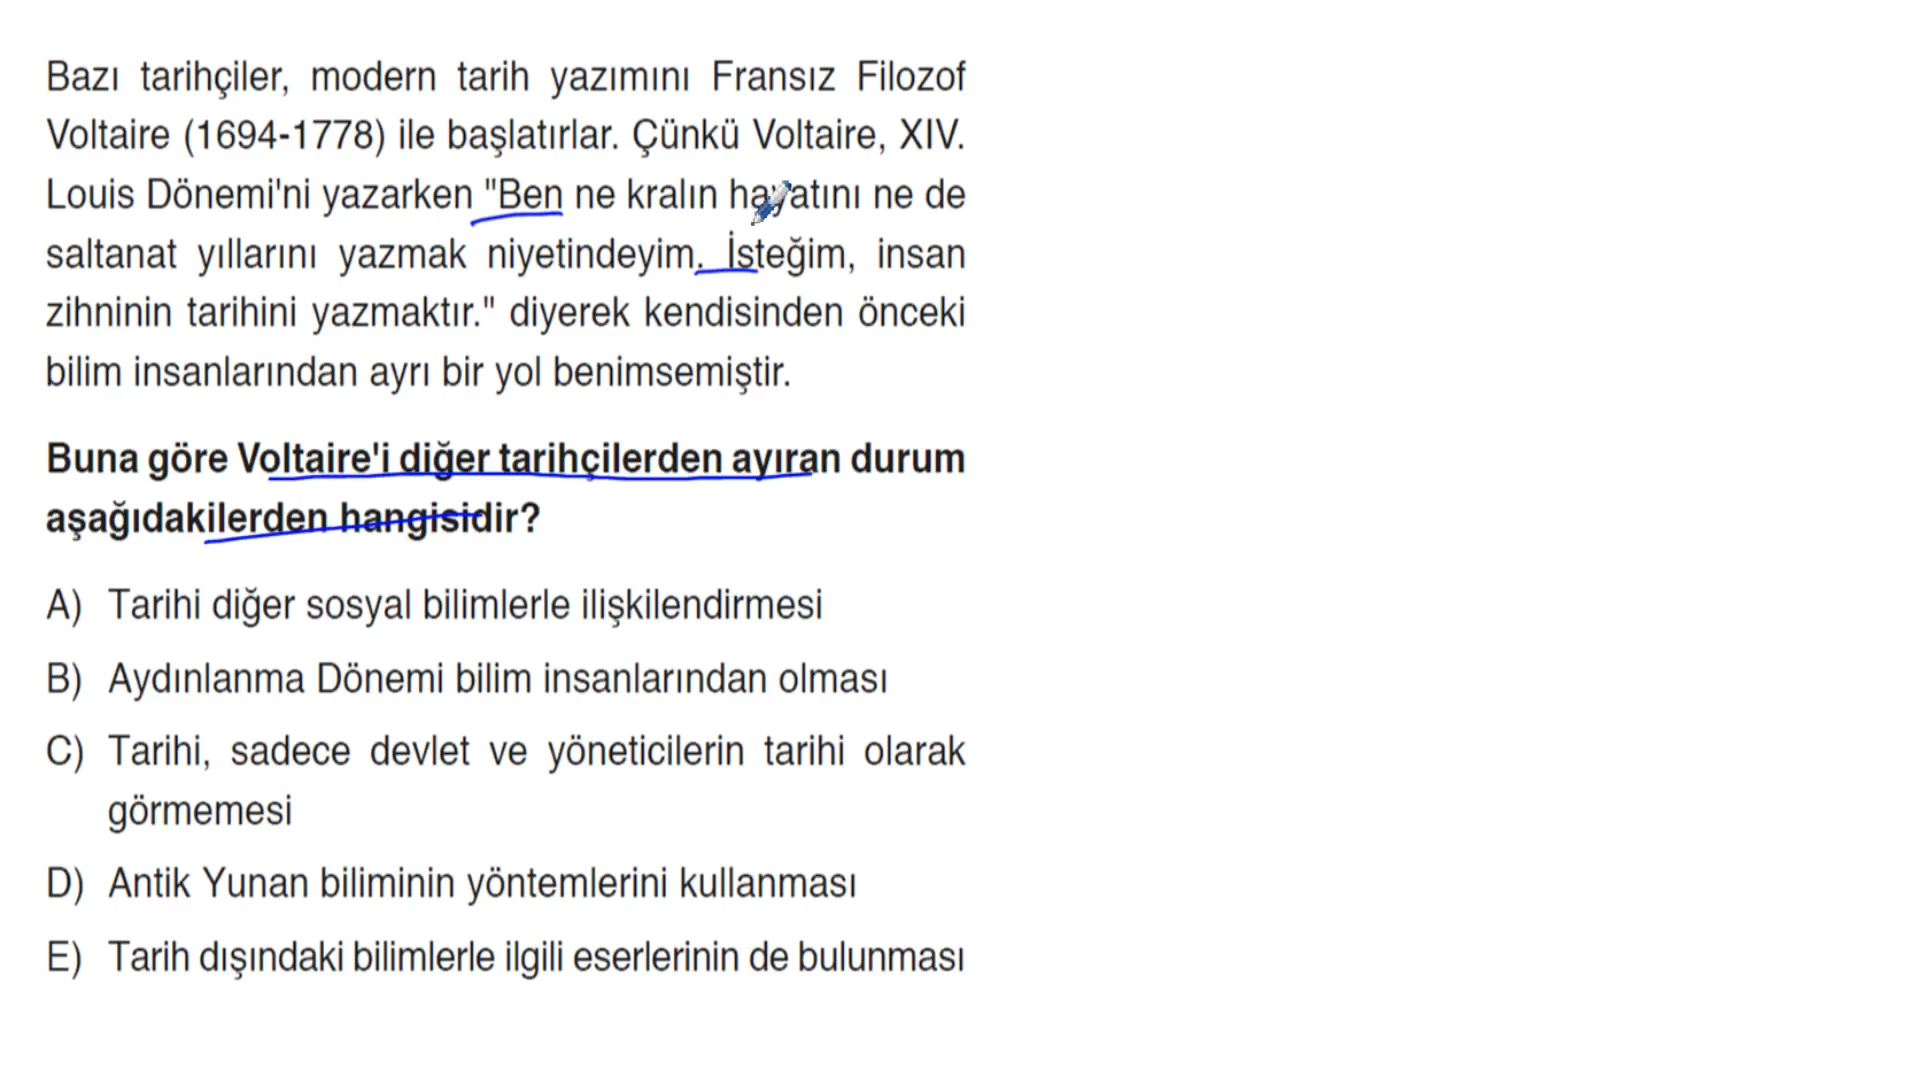 Bazı tarihçiler, modern tarih yazımını Fransız Filozof
Voltaire (1694-1778) ile başlatırlar. Çünkü Voltaire, XIV.
Louis Dönemi'ni yazarken "Ben ne kralın hayatını ne de
saltanat yıllarını yazmak niyetindeyim. İsteğim, insan
zihninin tarihini yazmaktır." diyerek kendisinden önceki
bilim insanlarından ayrı bir yol benimsemiştir.
Buna göre Voltaire'i diğer tarihçilerden ayıran durum
aşağıdakilerden hangisidir?
A) Tarihi diğer sosyal bilimlerle ilişkilendirmesi
B) Aydınlanma Dönemi bilim insanlarından olması
C) Tarihi, sadece devlet ve yöneticilerin tarihi olarak
görmemesi
D) Antik Yunan biliminin yöntemlerini kullanması
E) Tarih dışındaki bilimlerle ilgili eserlerinin de bulunması